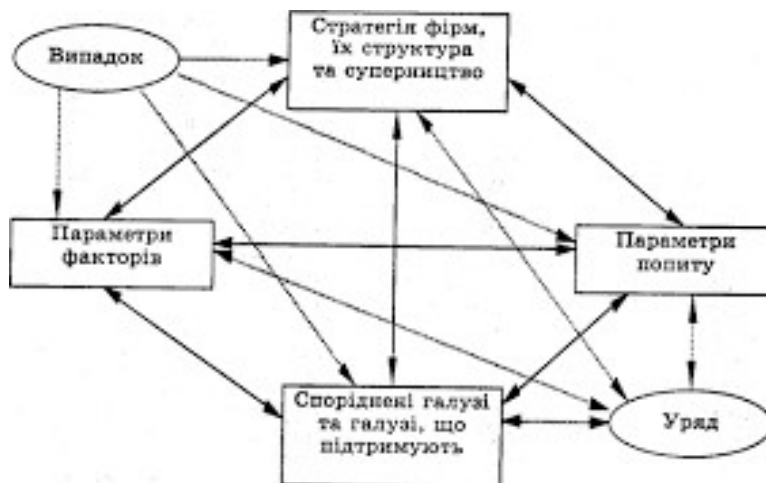 Стратегія фірм,
їх структура
та суперництво
Випадок
Параметри
факторів
Параметри
попиту
Споріднені галузі
та галузі, що
підтримують
Уряд